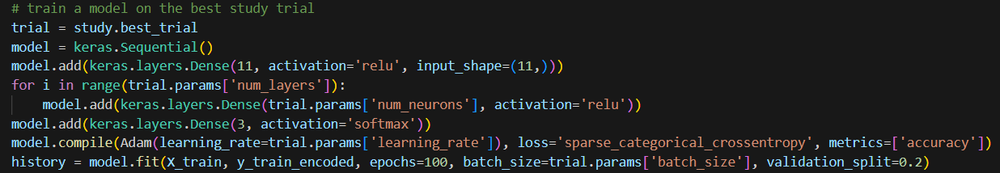 # train a model on the best study trial
trial = study.best_trial
model = keras.Sequential()
model.add(keras.layers.Dense(11, activation='relu', input_shape=(11,)))
for i in range(trial.params['num_layers']):
    model.add(keras.layers.Dense(trial.params['num_neurons'], activation='relu'))
model.add(keras.layers.Dense(3, activation='softmax'))
model.compile(Adam(learning_rate=trial.params['learning_rate']), loss='sparse_categorical_crossentropy', metrics=['accuracy'])
history = model.fit(X_train, y_train_encoded, epochs=100, batch_size=trial.params['batch_size'], validation_split=0.2)